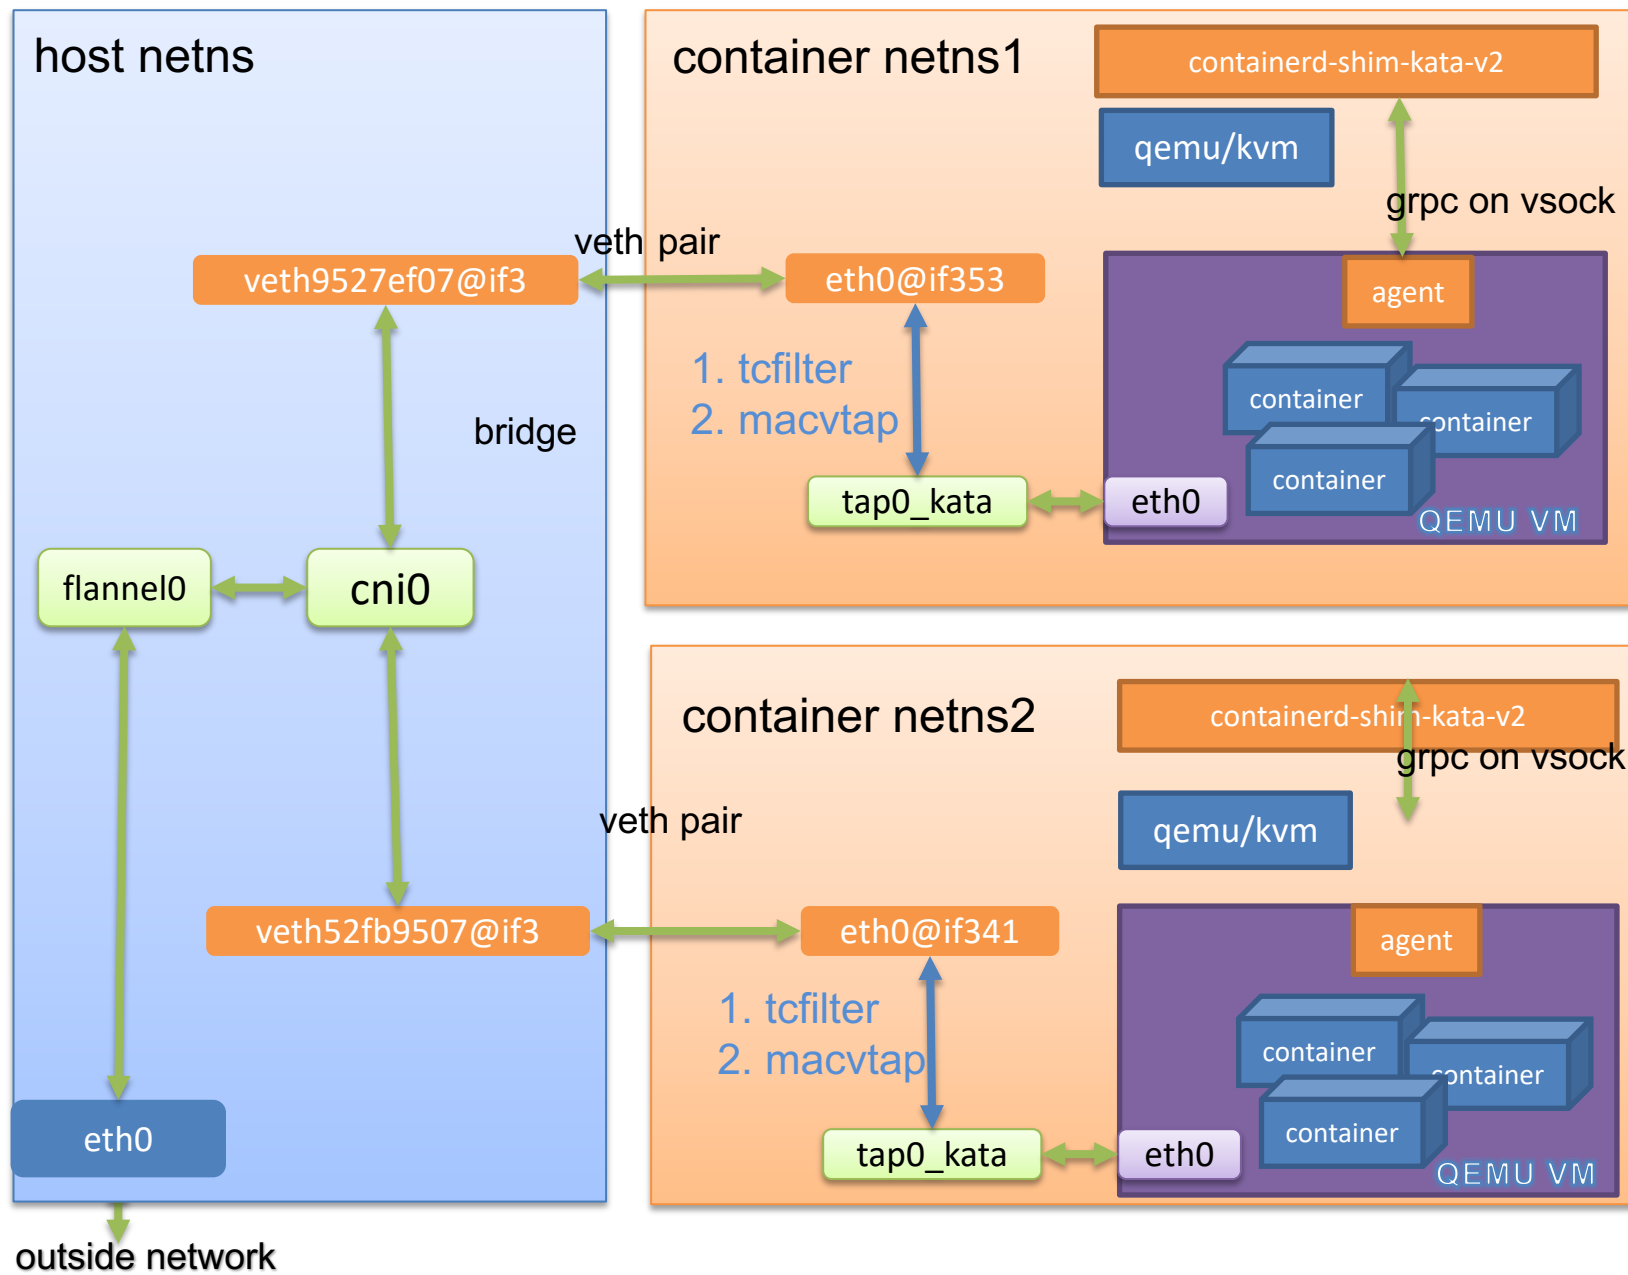 host netns
veth9527ef07@if3
bridge
flannel0
cni0
veth52fb9507@if3
eth0
outside network
veth pair
veth pair
container netns1
containerd-shim-kata-v2
qemu/kvm
grpc on vsock
eth0@if353
agent
1. tcfilter
2. macvtap
container
container
container
tap0_kata
eth0
QEMU VM
container netns2
containerd-shim-kata-v2
grpc on vsock
qemu/kvm
eth0@if341
agent
1. tcfilter
2. macvtap
container
container
container
tap0_kata
eth0
QEMU VM